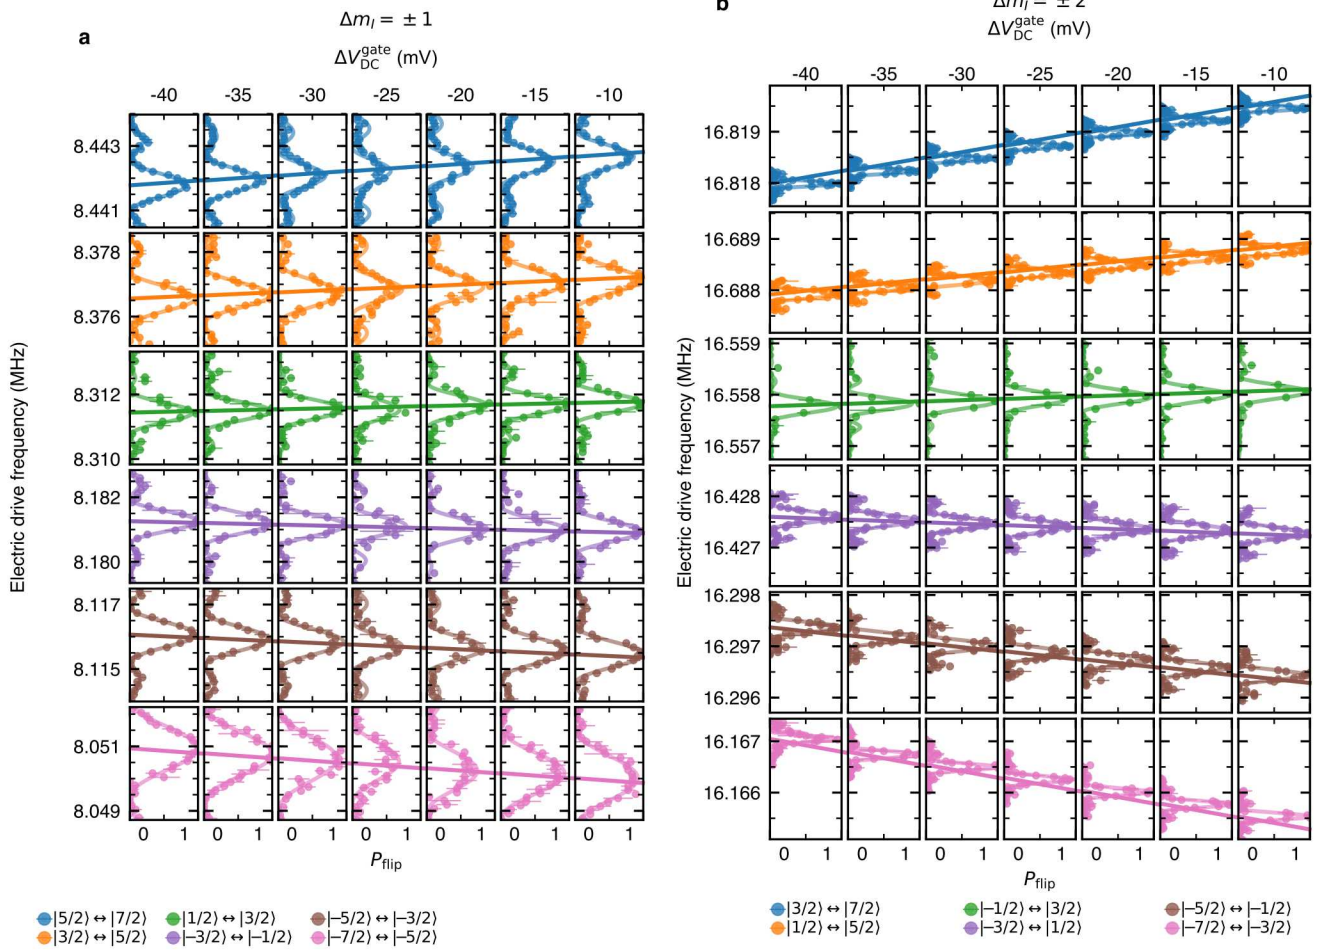 a
Δm_I = ±1
ΔV_DC^gate (mV)
-40 -35 -30 -25 -20 -15 -10
8.443
8.441
8.378
8.376
8.312
8.310
8.182
8.180
8.117
8.115
8.051
8.049
Electric drive frequency (MHz)
0 1 0 1 0 1 0 1 0 1 0 1 0 1
P_flip
|5/2⟩ ↔ |7/2⟩ |1/2⟩ ↔ |3/2⟩ |−5/2⟩ ↔ |−3/2⟩
|3/2⟩ ↔ |5/2⟩ |−3/2⟩ ↔ |−1/2⟩ |−7/2⟩ ↔ |−5/2⟩
b
Δm_I = ±2
ΔV_DC^gate (mV)
-40 -35 -30 -25 -20 -15 -10
16.819
16.818
16.689
16.688
16.559
16.558
16.557
16.428
16.427
16.298
16.297
16.296
16.167
16.166
Electric drive frequency (MHz)
0 1 0 1 0 1 0 1 0 1 0 1 0 1
P_flip
|3/2⟩ ↔ |7/2⟩ |−1/2⟩ ↔ |3/2⟩ |−5/2⟩ ↔ |−1/2⟩
|1/2⟩ ↔ |5/2⟩ |−3/2⟩ ↔ |1/2⟩ |−7/2⟩ ↔ |−3/2⟩